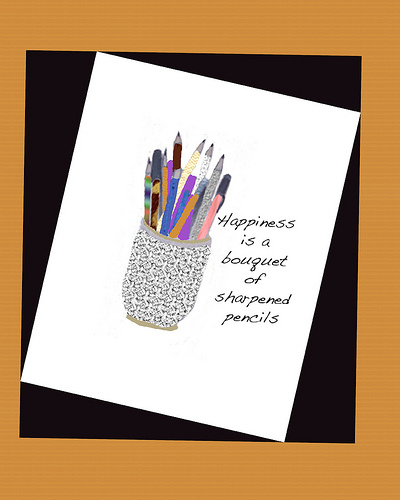 Happiness
is a
bouquet
of
sharpened
pencils